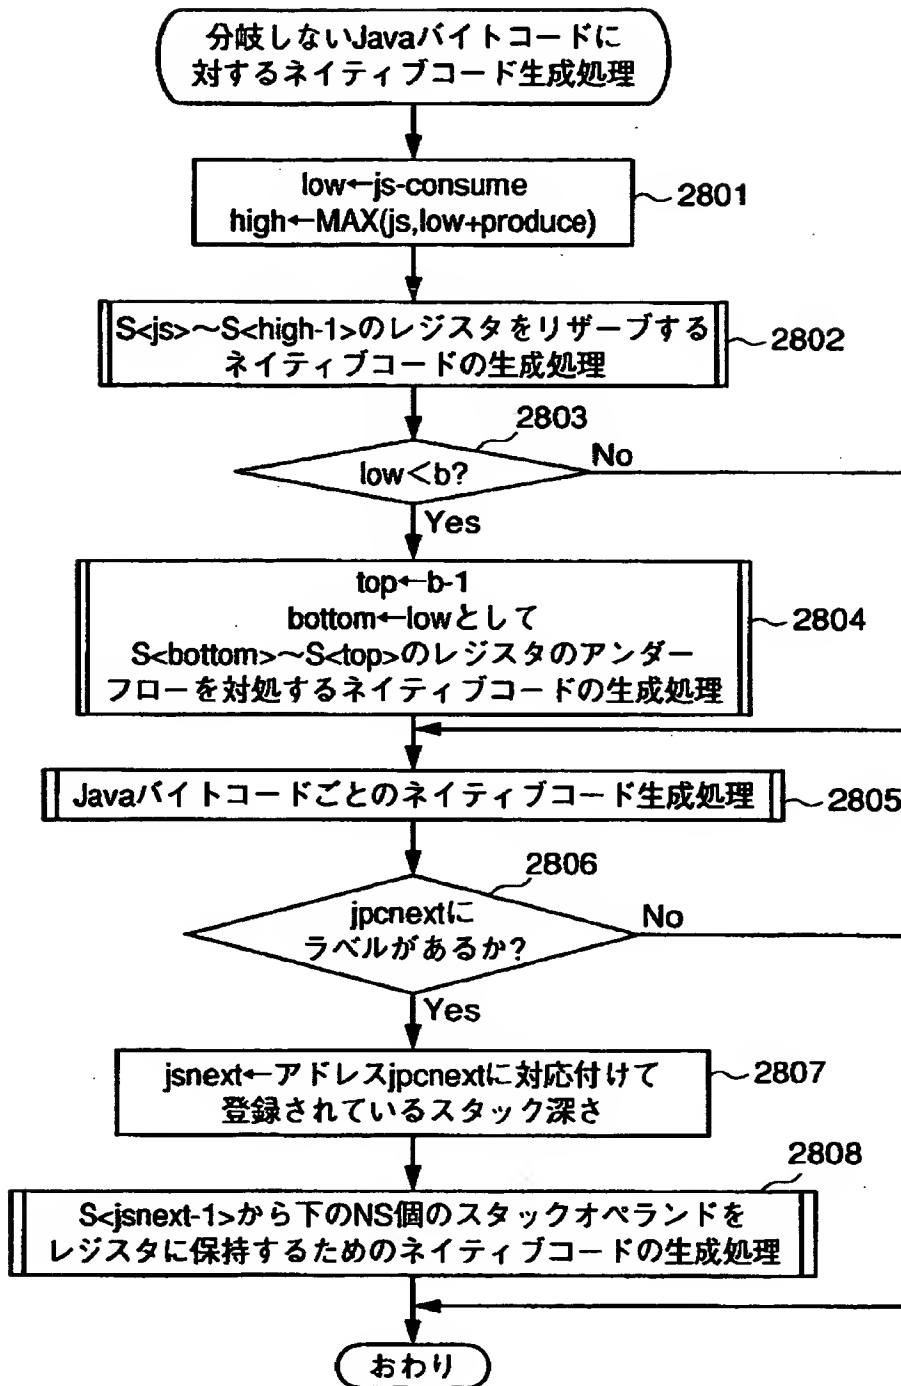 分岐しないJavaバイトコードに
対するネイティブコード生成処理
low←js-consume
high←MAX(js,low+produce)
2801
S<js>～S<high-1>のレジスタをリザーブする
ネイティブコードの生成処理
2802
2803
low<b?
No
Yes
top←b-1
bottom←lowとして
S<bottom>～S<top>のレジスタのアンダー
フローを対処するネイティブコードの生成処理
2804
Javaバイトコードごとのネイティブコード生成処理
2805
2806
jpcnextに
ラベルがあるか?
No
Yes
jsnext←アドレスjpcnextに対応付けて
登録されているスタック深さ
2807
2808
S<jsnext-1>から下のNS個のスタックオペランドを
レジスタに保持するためのネイティブコードの生成処理
おわり